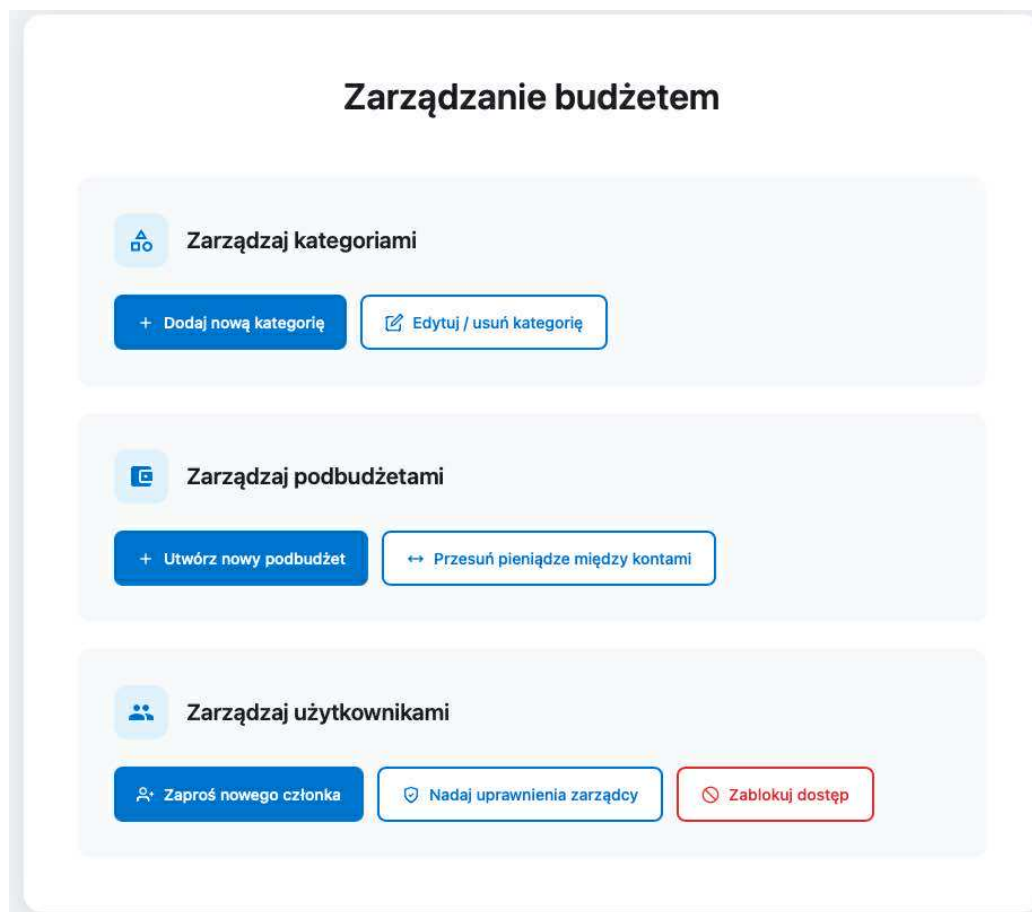 Zarządzanie budżetem
Zarządzaj kategoriami
+ Dodaj nową kategorię
Edytuj / usuń kategorię
Zarządzaj podbudżetami
+ Utwórz nowy podbudżet
↔ Przesuń pieniądze między kontami
Zarządzaj użytkownikami
Zaproś nowego członka
Nadaj uprawnienia zarządcy
Zablokuj dostęp